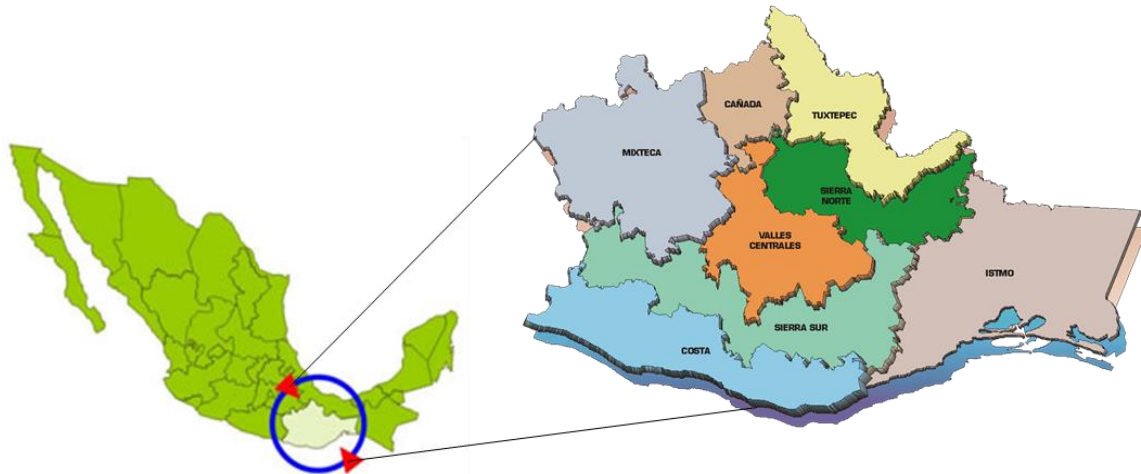 CAÑADA
TUXTEPEC
MIXTECA
SIERRA
NORTE
VALLES
CENTRALES
ISTMO
SIERRA SUR
COSTA